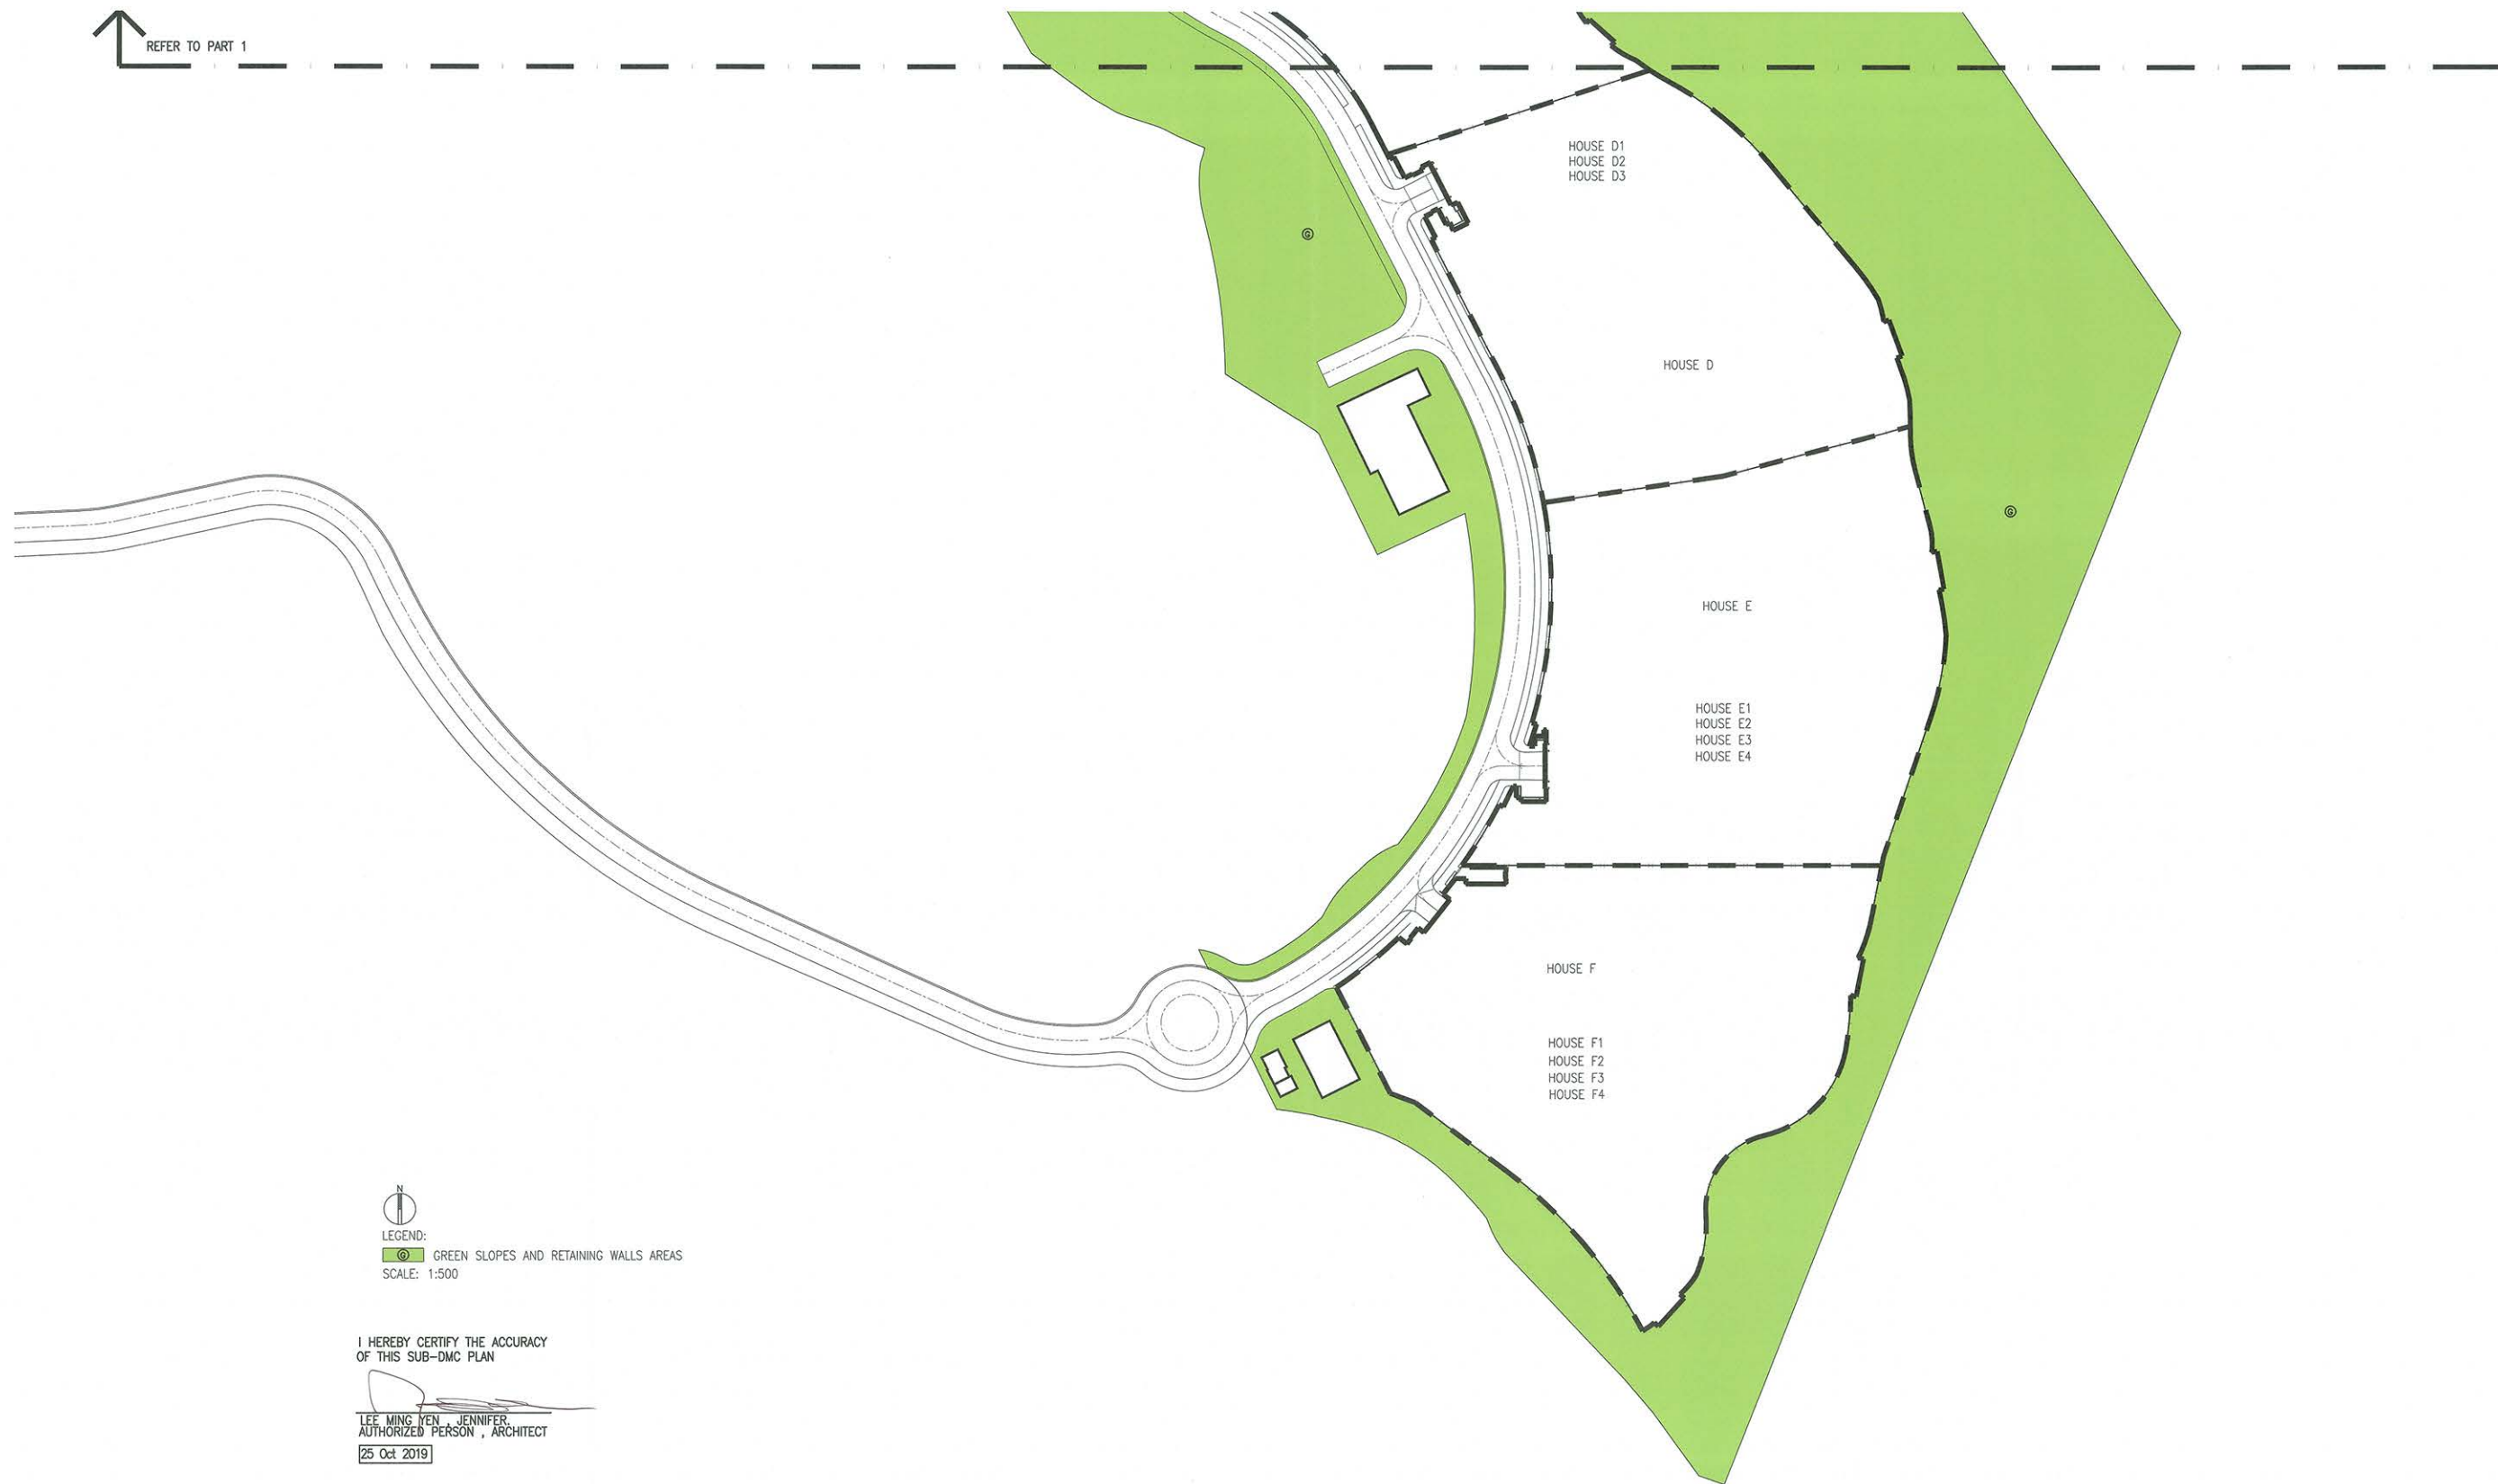 REFER TO PART 1
HOUSE D1
HOUSE D2
HOUSE D3
G
HOUSE D
G
HOUSE E
HOUSE E1
HOUSE E2
HOUSE E3
HOUSE E4
HOUSE F
HOUSE F1
HOUSE F2
HOUSE F3
HOUSE F4
N
LEGEND:
G GREEN SLOPES AND RETAINING WALLS AREAS
SCALE: 1:500
I HEREBY CERTIFY THE ACCURACY
OF THIS SUB-DMC PLAN
LEE MING YEN , JENNIFER.
AUTHORIZED PERSON , ARCHITECT
25 Oct 2019